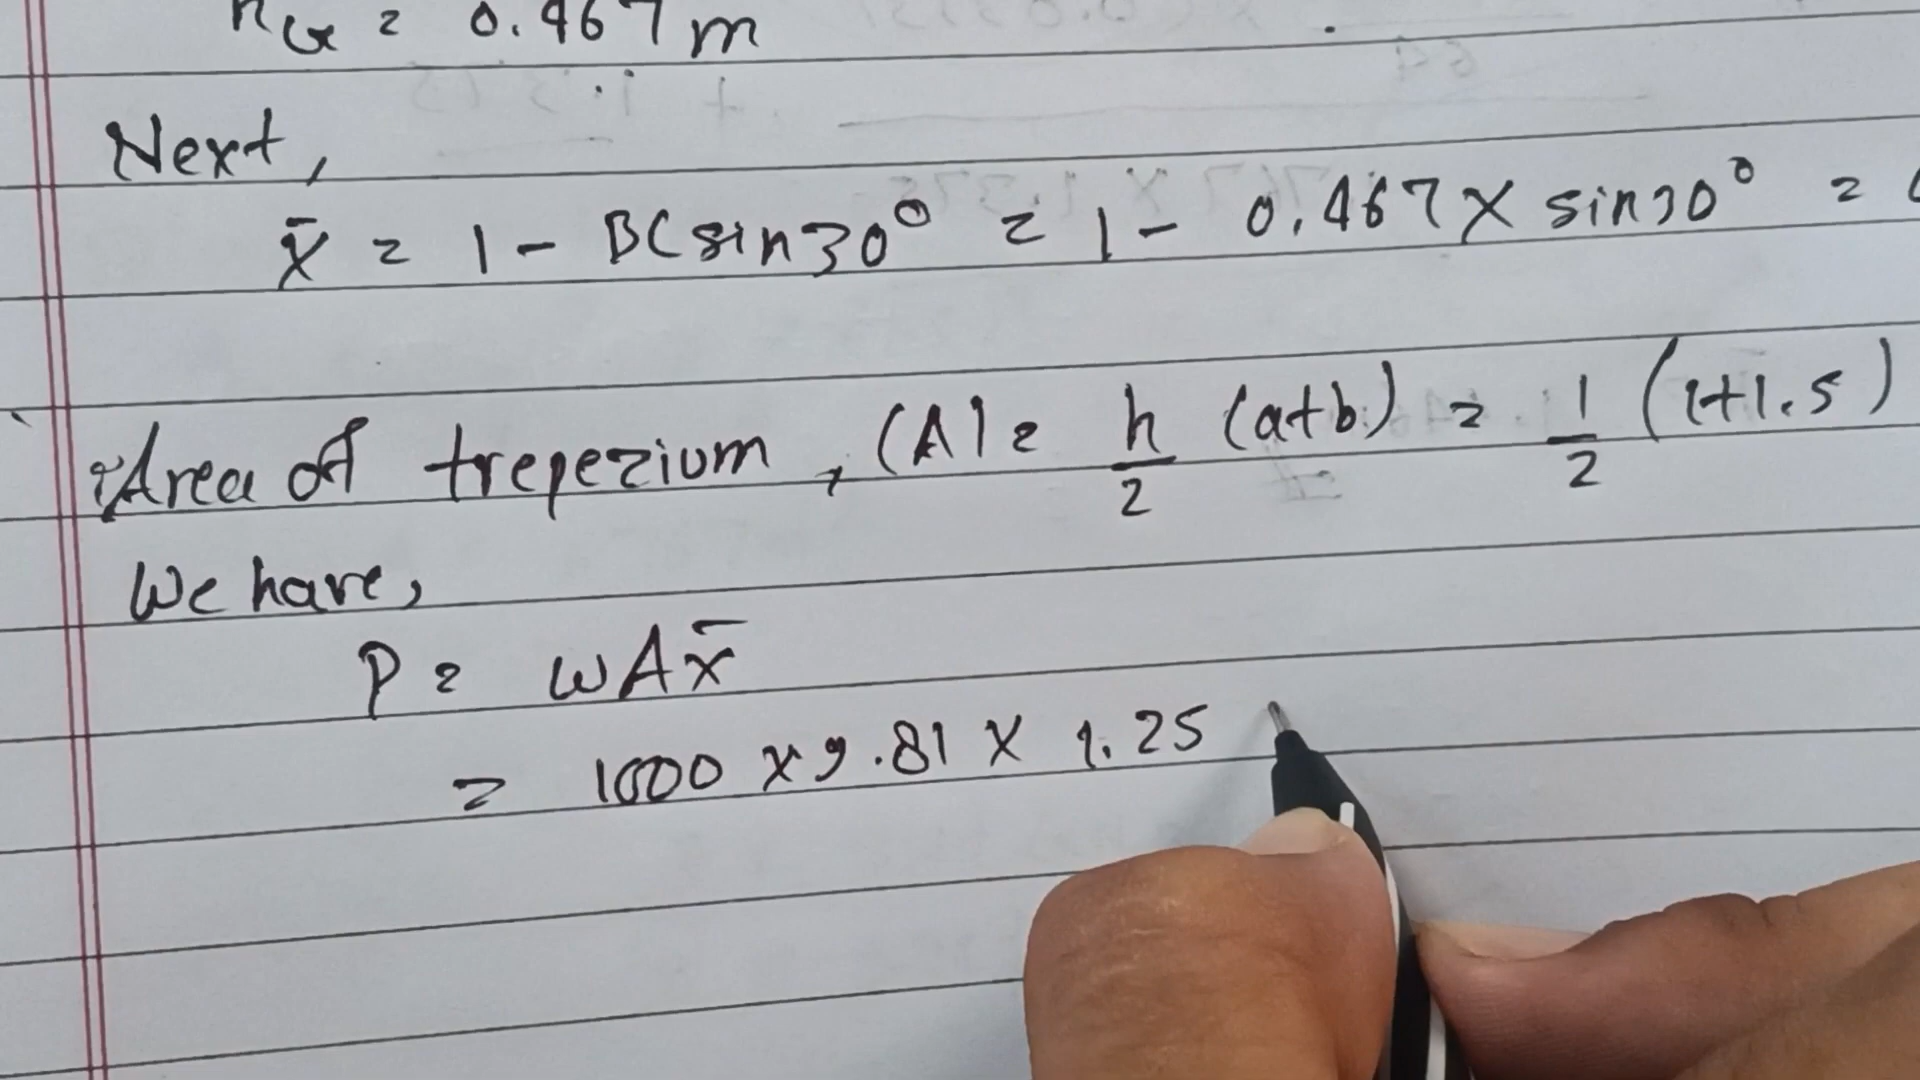 hG = 0.467 m
Next,
x̄ = 1 - BC sin30° = 1 - 0.467 X sin30° =
Area of trepezium, (A) = h/2 (a+b) = 1/2 (1+1.5)
We have,
P = wAx̄
= 1000 x 9.81 X 1.25